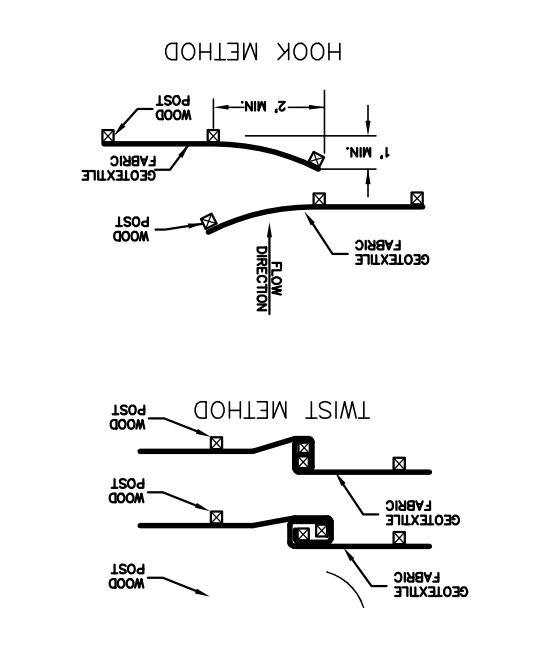 GEOTEXTILE
FABRIC
WOOD
POST
GEOTEXTILE
FABRIC
WOOD
POST
WOOD
POST
TWIST METHOD
FLOW
DIRECTION
GEOTEXTILE
FABRIC
WOOD
POST
GEOTEXTILE
FABRIC
1' MIN.
WOOD
POST
2' MIN.
HOOK METHOD